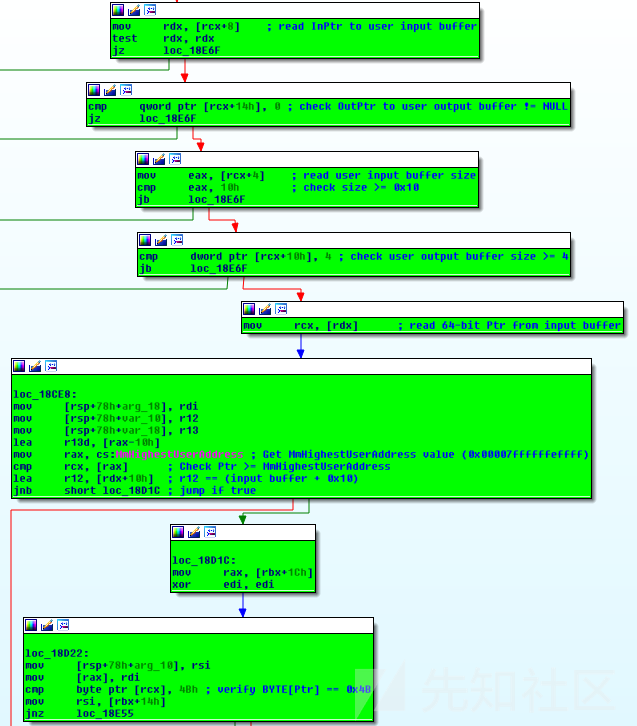 mov rdx, [rcx+8] ; read InPtr to user input buffer
test rdx, rdx
jz loc_18E6F
cmp qword ptr [rcx+14h], 0 ; check OutPtr to user output buffer != NULL
jz loc_18E6F
mov eax, [rcx+4] ; read user input buffer size
cmp eax, 10h ; check size >= 0x10
jb loc_18E6F
cmp dword ptr [rcx+10h], 4 ; check user output buffer size >= 4
jb loc_18E6F
mov rcx, [rdx] ; read 64-bit Ptr from input buffer
loc_18CE8:
mov [rsp+78h+arg_18], rdi
mov [rsp+78h+var_10], r12
mov [rsp+78h+var_18], r13
lea r13d, [rax-10h]
mov rax, cs:MmHighestUserAddress ; Get MmHighestUserAddress value (0x00007ffffffeffff)
cmp rcx, [rax] ; Check Ptr >= MmHighestUserAddress
lea r12, [rdx+10h] ; r12 == (input buffer + 0x10)
jnb short loc_18D1C ; jump if true
loc_18D1C:
mov rax, [rbx+1Ch]
xor edi, edi
loc_18D22:
mov [rsp+78h+arg_10], rsi
mov [rax], rdi
cmp byte ptr [rcx], 4Bh ; verify BYTE[Ptr] == 0x4B
mov rsi, [rbx+14h]
jnz loc_18E55
先知社区